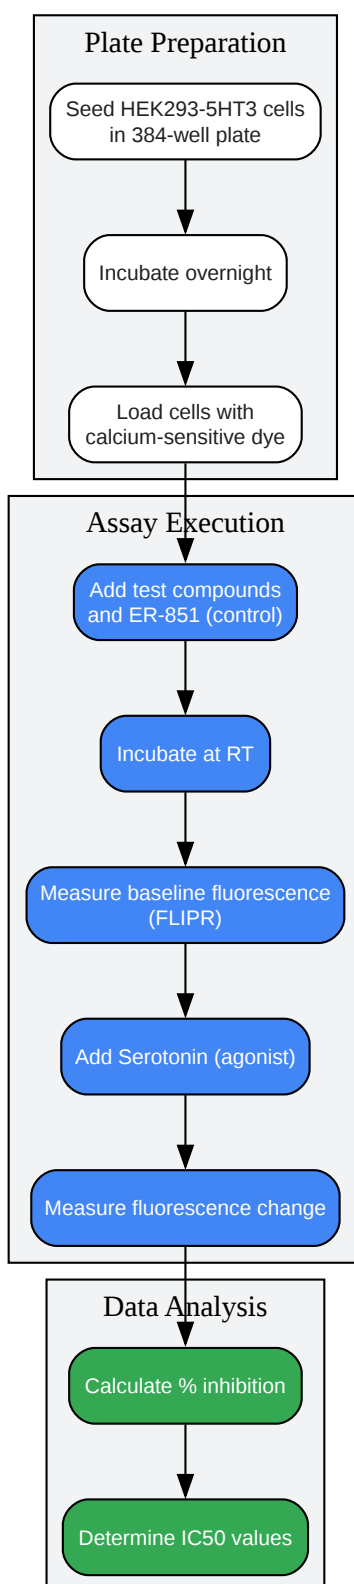 Plate Preparation
Seed HEK293-5HT3 cells
in 384-well plate
Incubate overnight
Load cells with
calcium-sensitive dye
Assay Execution
Add test compounds
and ER-851 (control)
Incubate at RT
Measure baseline fluorescence
(FLIPR)
Add Serotonin (agonist)
Measure fluorescence change
Data Analysis
Calculate % inhibition
Determine IC50 values